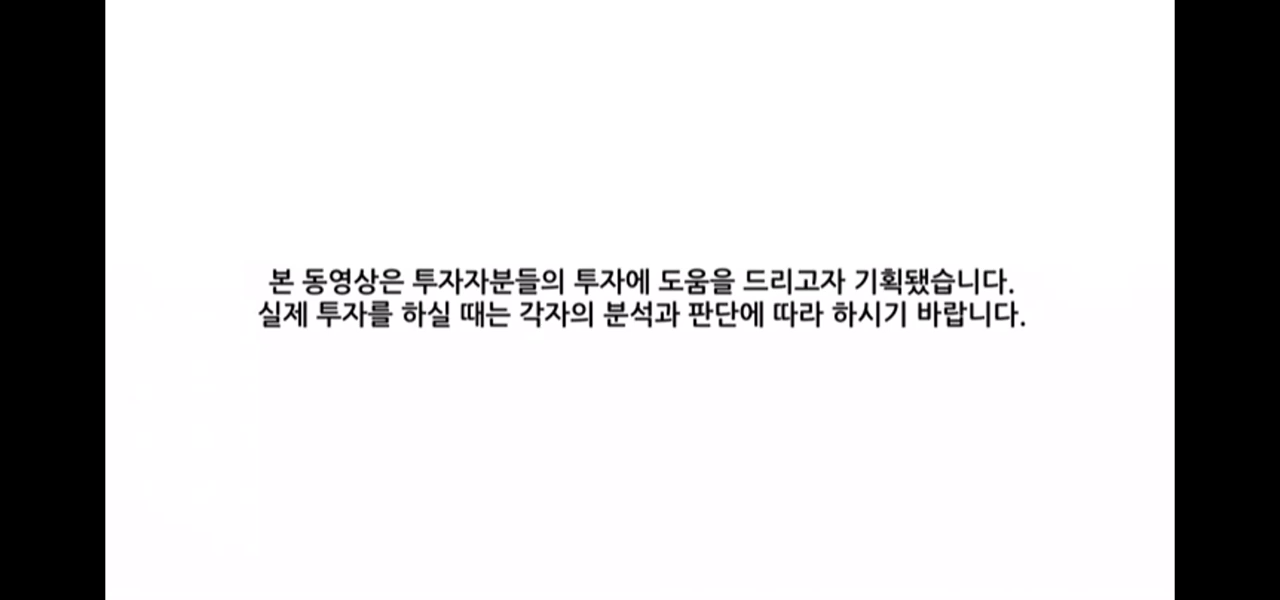 본 동영상은 투자자분들의 투자에 도움을 드리고자 기획됐습니다.
실제 투자를 하실 때는 각자의 분석과 판단에 따라 하시기 바랍니다.